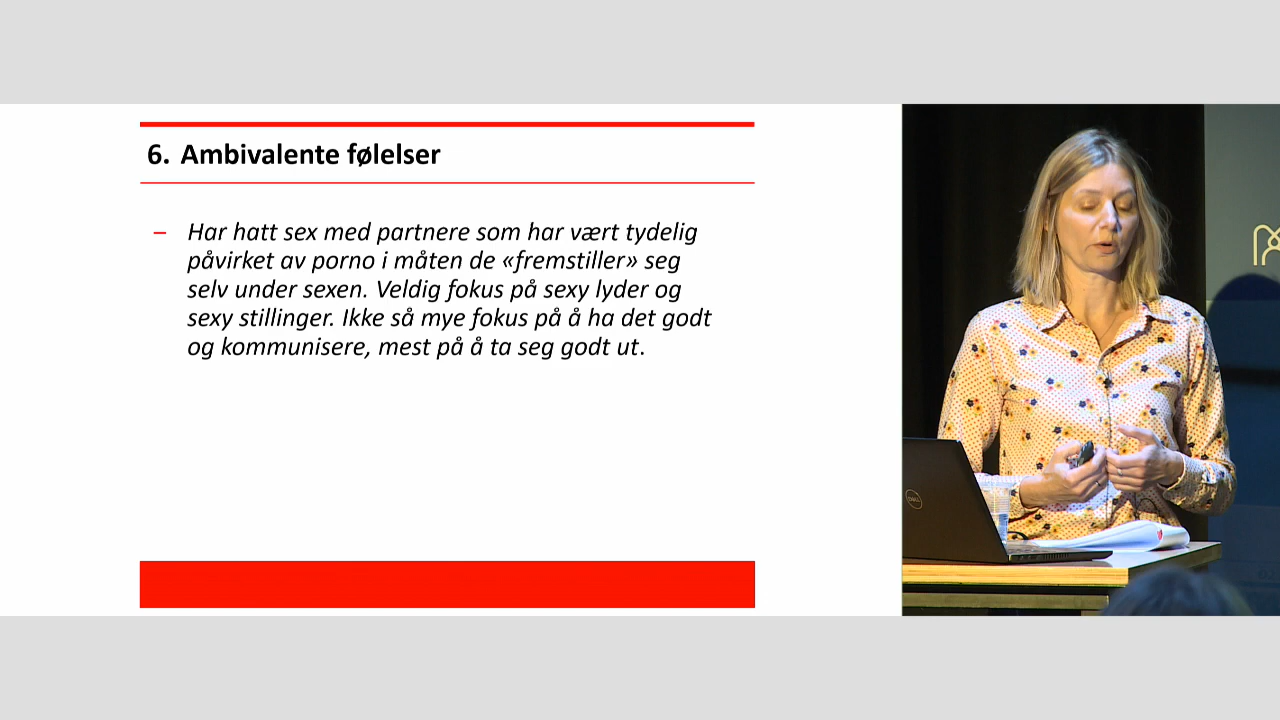 6. Ambivalente følelser
– Har hatt sex med partnere som har vært tydelig
påvirket av porno i måten de «fremstiller» seg
selv under sexen. Veldig fokus på sexy lyder og
sexy stillinger. Ikke så mye fokus på å ha det godt
og kommunisere, mest på å ta seg godt ut.
DELL